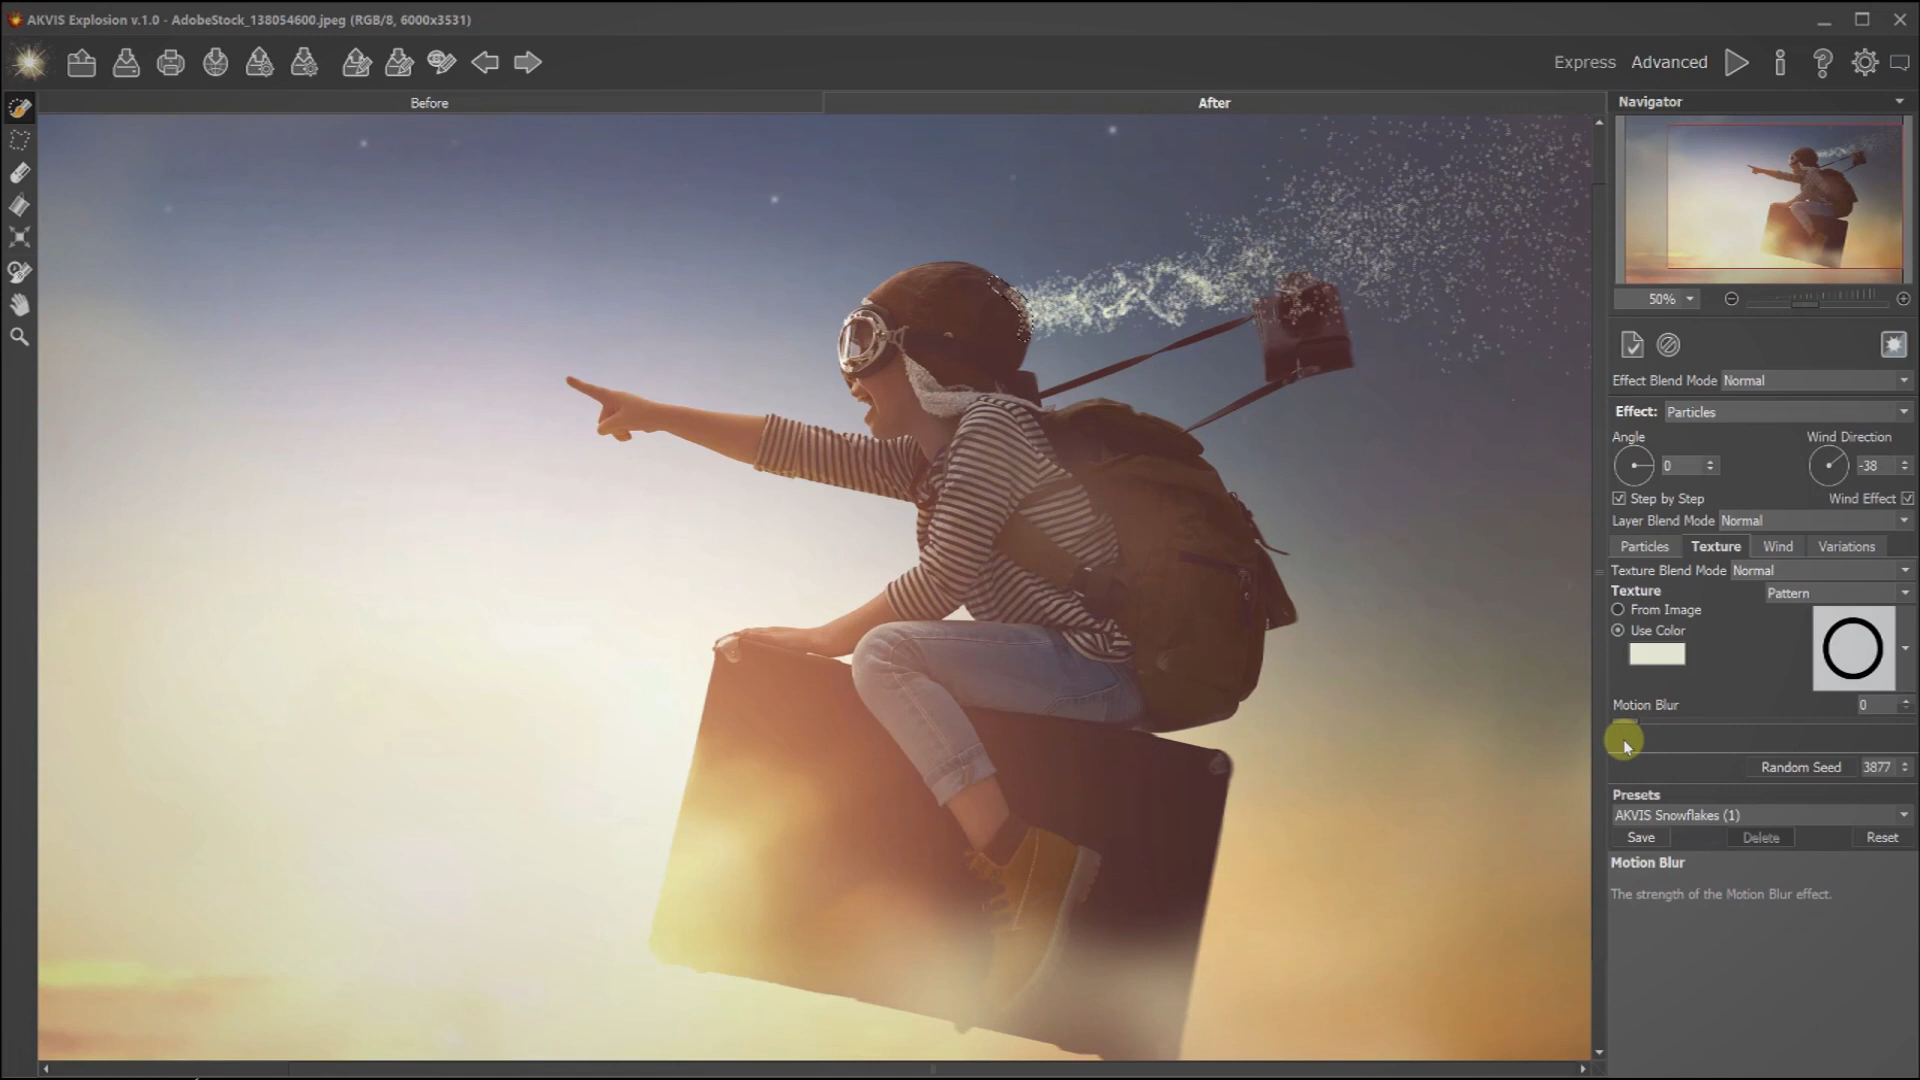 AKVIS Explosion v.1.0 - AdobeStock_138054600.jpeg (RGB/8, 6000x3531)
Express Advanced
Before After
Navigator
50%
Effect Blend Mode Normal
Effect: Particles
Angle Wind Direction
0 -38
Step by Step Wind Effect
Layer Blend Mode Normal
Particles Texture Wind Variations
Texture Blend Mode Normal
Texture Pattern
From Image
Use Color
Motion Blur 0
Random Seed 3877
Presets
AKVIS Snowflakes (1)
Save Delete Reset
Motion Blur
The strength of the Motion Blur effect.